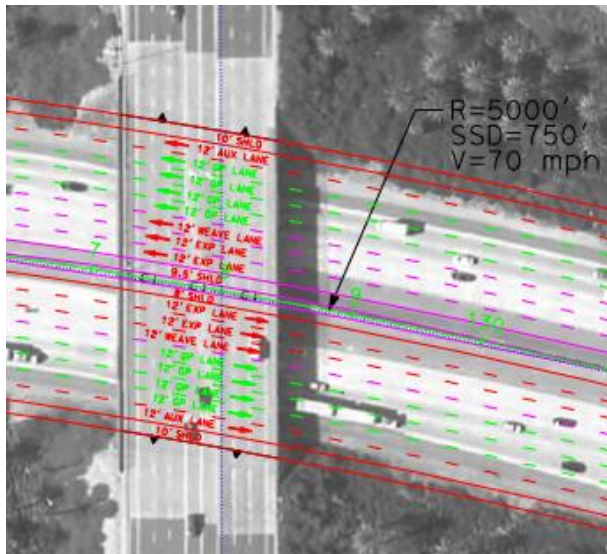 R=5000'
SSD=750'
V=70 mph
10' SHLD
12' AUX LANE
12' GP LANE
12' GP LANE
12' GP LANE
12' GP LANE
12' WEAVE LANE
12' EXP LANE
12' EXP LANE
9.5' SHLD
12' EXP LANE
12' EXP LANE
12' WEAVE LANE
12' GP LANE
12' GP LANE
12' GP LANE
12' GP LANE
12' AUX LANE
10' SHLD
7
9
130